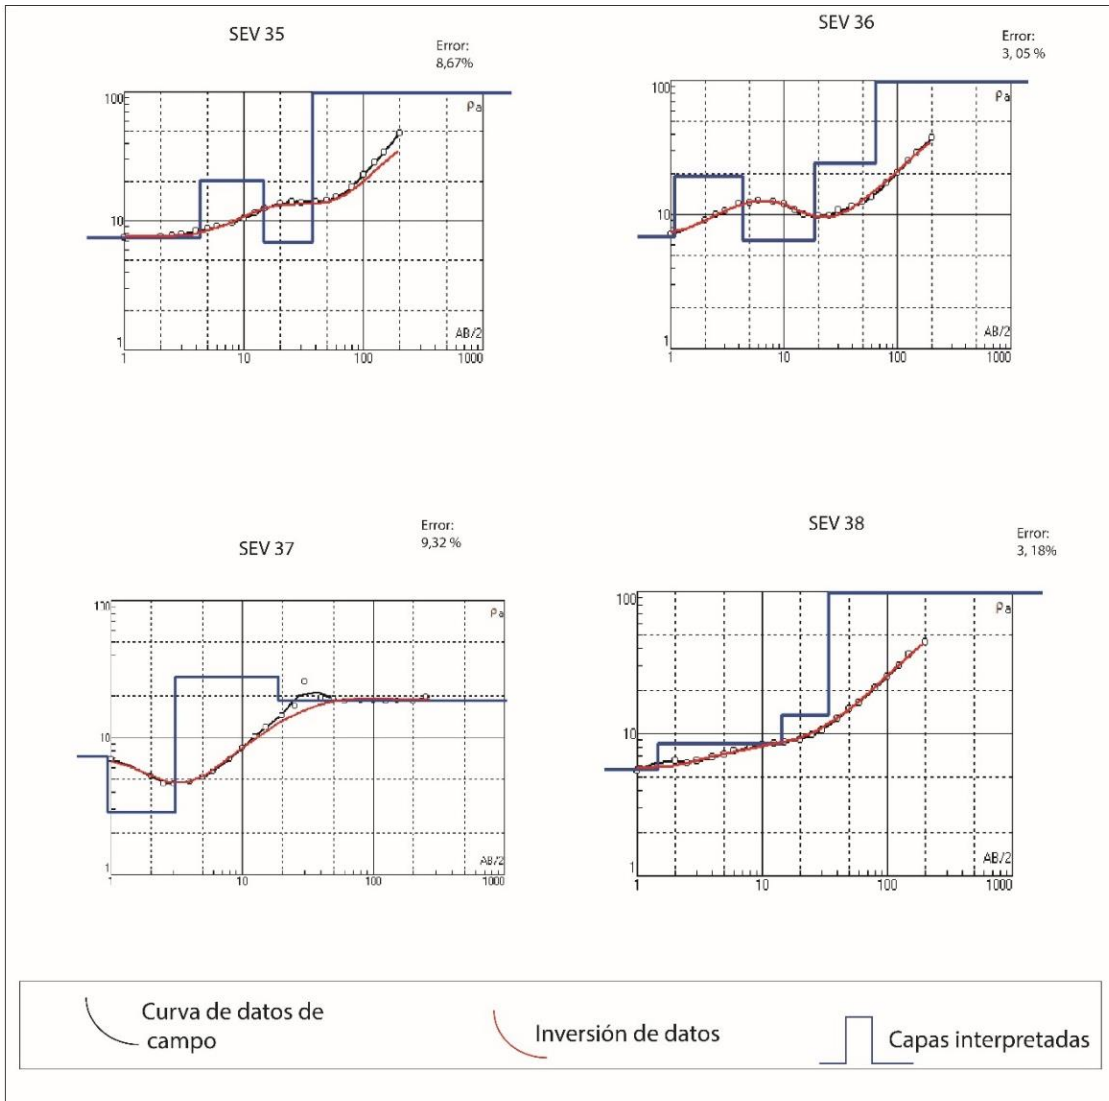 SEV 35
Error:
8,67%
100
ρa
10
1
AB/2
1
10
100
1000
SEV 36
Error:
3, 05 %
100
ρa
10
1
AB/2
1
10
100
1000
SEV 37
Error:
9,32 %
100
ρa
10
1
AB/2
1
10
100
1000
SEV 38
Error:
3, 18%
100
ρa
10
1
AB/2
1
10
100
1000
Curva de datos de
campo
Inversión de datos
Capas interpretadas